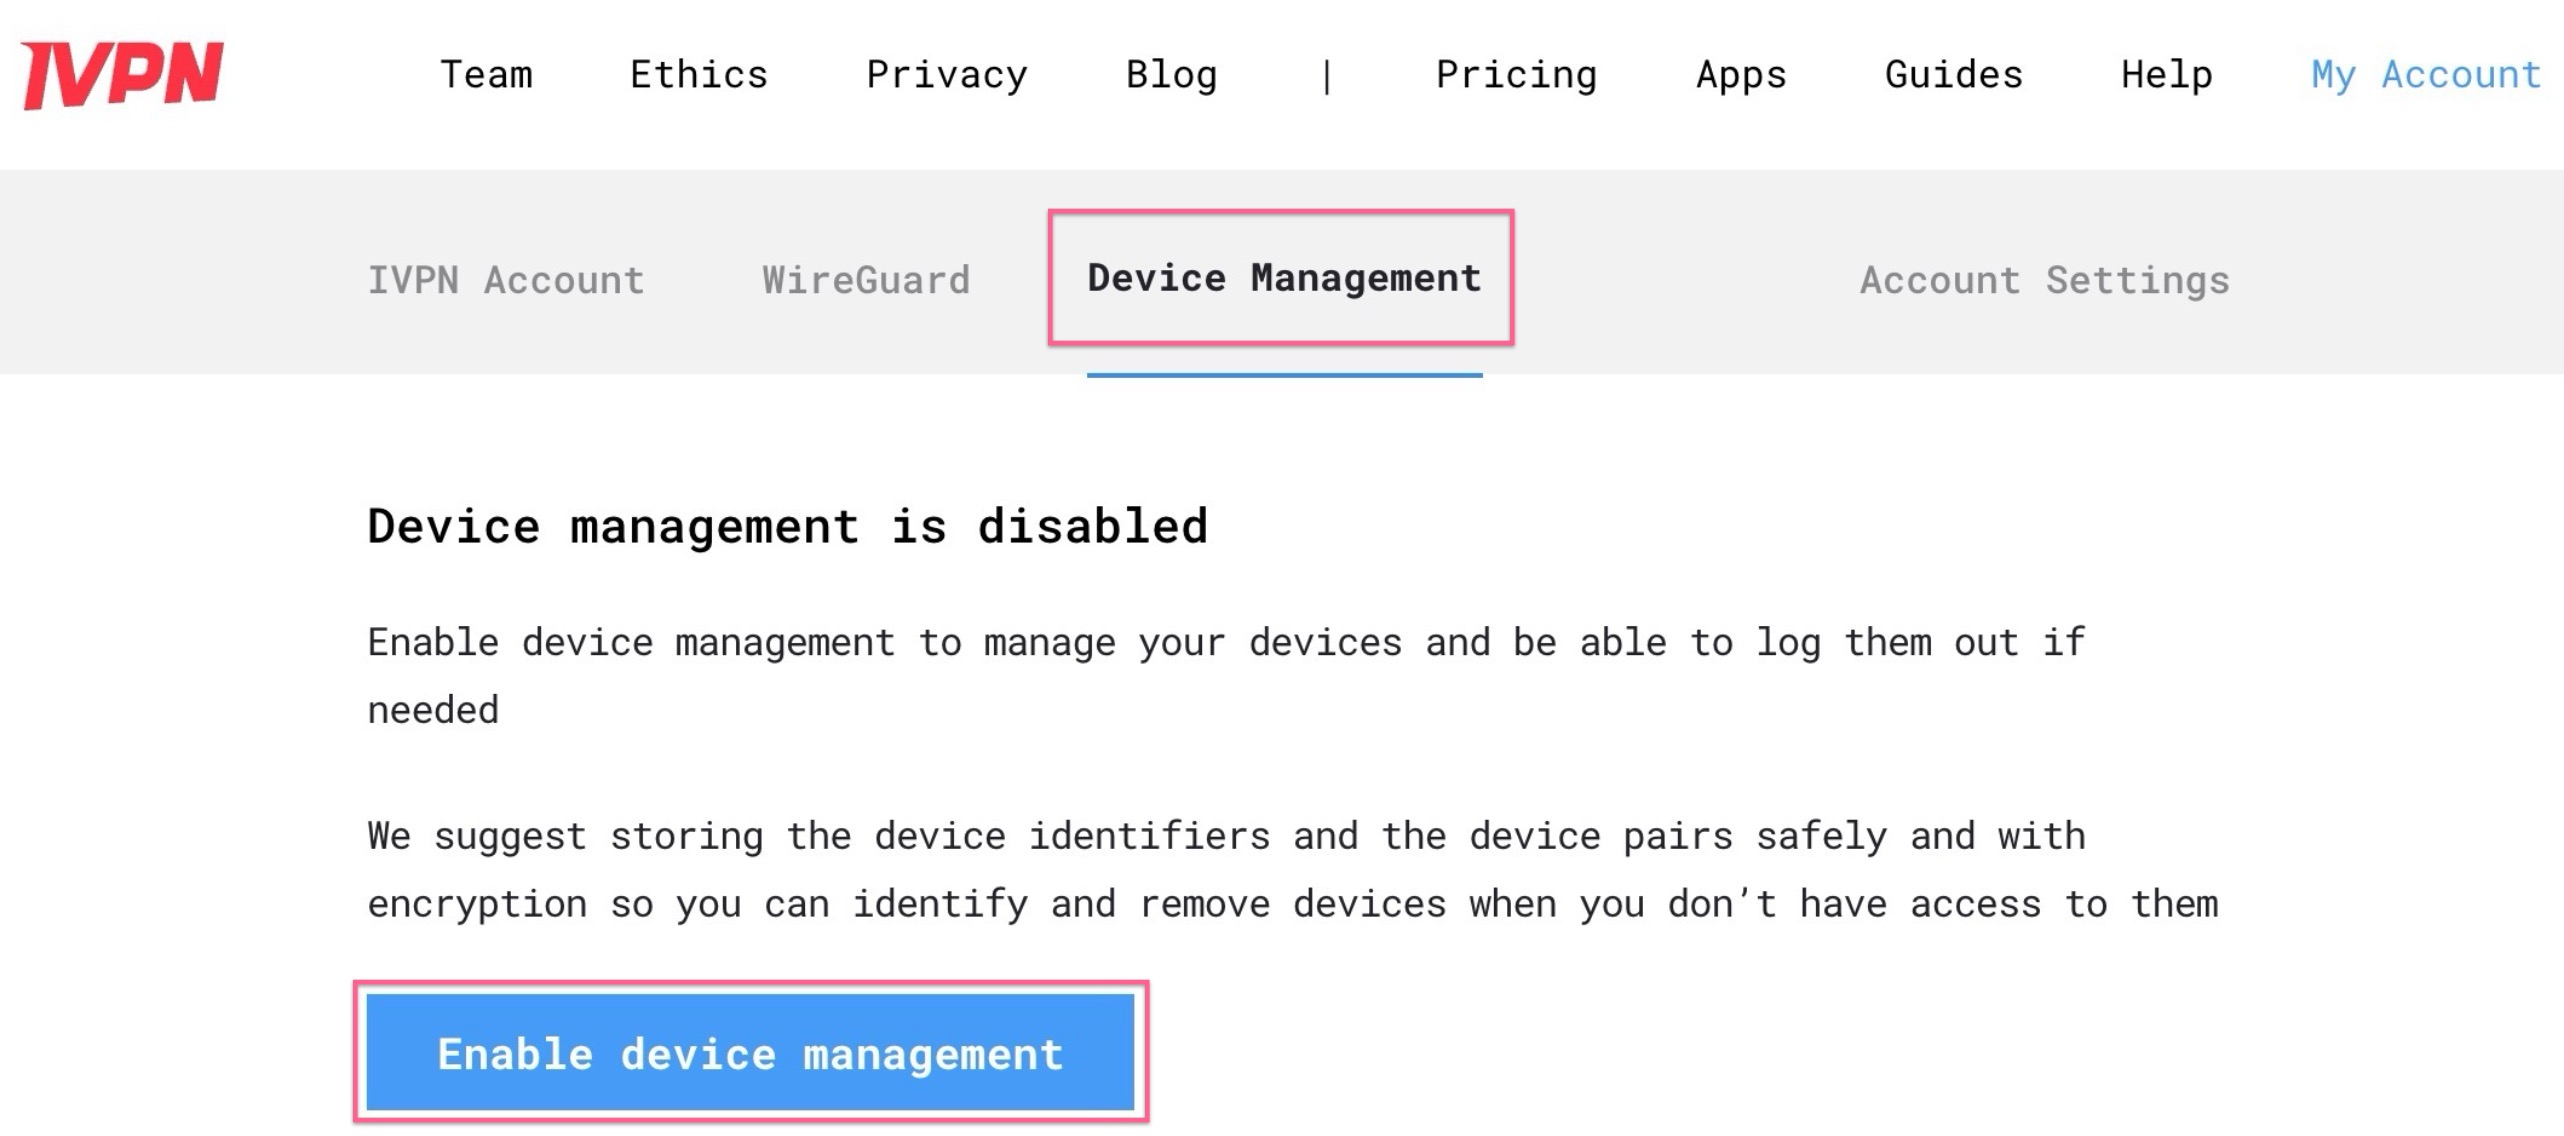 IVPN Team Ethics Privacy Blog | Pricing Apps Guides Help My Account
IVPN Account WireGuard Device Management Account Settings
Device management is disabled
Enable device management to manage your devices and be able to log them out if
needed
We suggest storing the device identifiers and the device pairs safely and with
encryption so you can identify and remove devices when you don’t have access to them
Enable device management